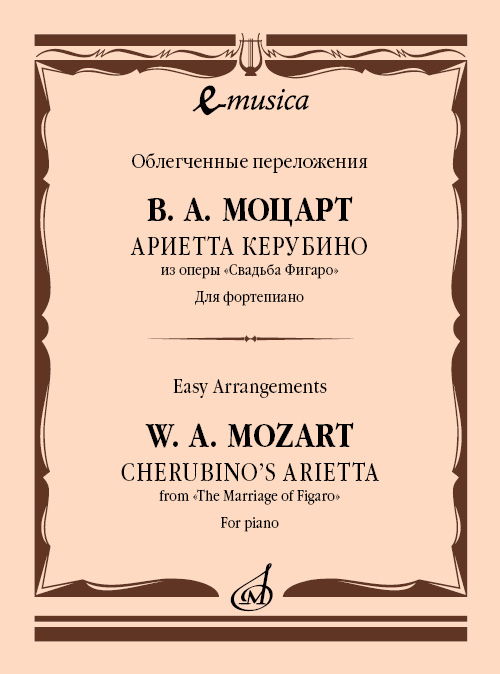 e-musica
Облегченные переложения
В. А. МОЦАРТ
АРИЕТТА КЕРУБИНО
из оперы «Свадьба Фигаро»
Для фортепиано
Easy Arrangements
W. A. MOZART
CHERUBINO’S ARIETTA
from «The Marriage of Figaro»
For piano